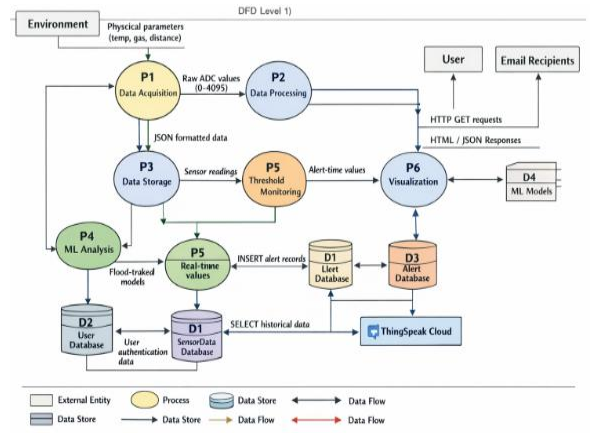 DFD Level 1)
Environment
Physcical parameters
(temp, gas, distance)
P1
Data Acquisition
Raw ADC values
(0-4095)
P2
Data Processing
User
Email Recipients
HTTP GET requests
HTML / JSON Responses
JSON formatted data
P3
Data Storage
Sensor readings
P5
Threshold
Monitoring
Alert-time values
P6
Visualization
D4
ML Models
P4
ML Analysis
Flood-traked
models
P5
Real-tnne
values
INSERT alert records
D1
Llert
Database
D3
Alert
Database
D2
User
Database
User
authentication
data
D1
SensorData
Database
SELECT historical data
ThingSpeak Cloud
External Entity
Process
Data Store
Data Flow
Data Store
Data Store
Data Flow
Data Flow